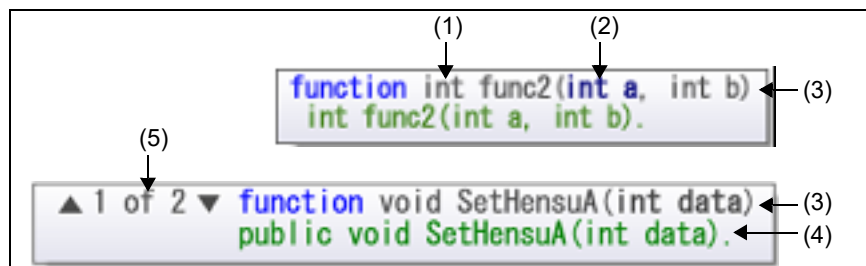 (1) (2)
function int func2(int a, int b) (3)
int func2(int a, int b).
(5)
▲ 1 of 2 ▼ function void SetHensuA(int data) (3)
public void SetHensuA(int data). (4)